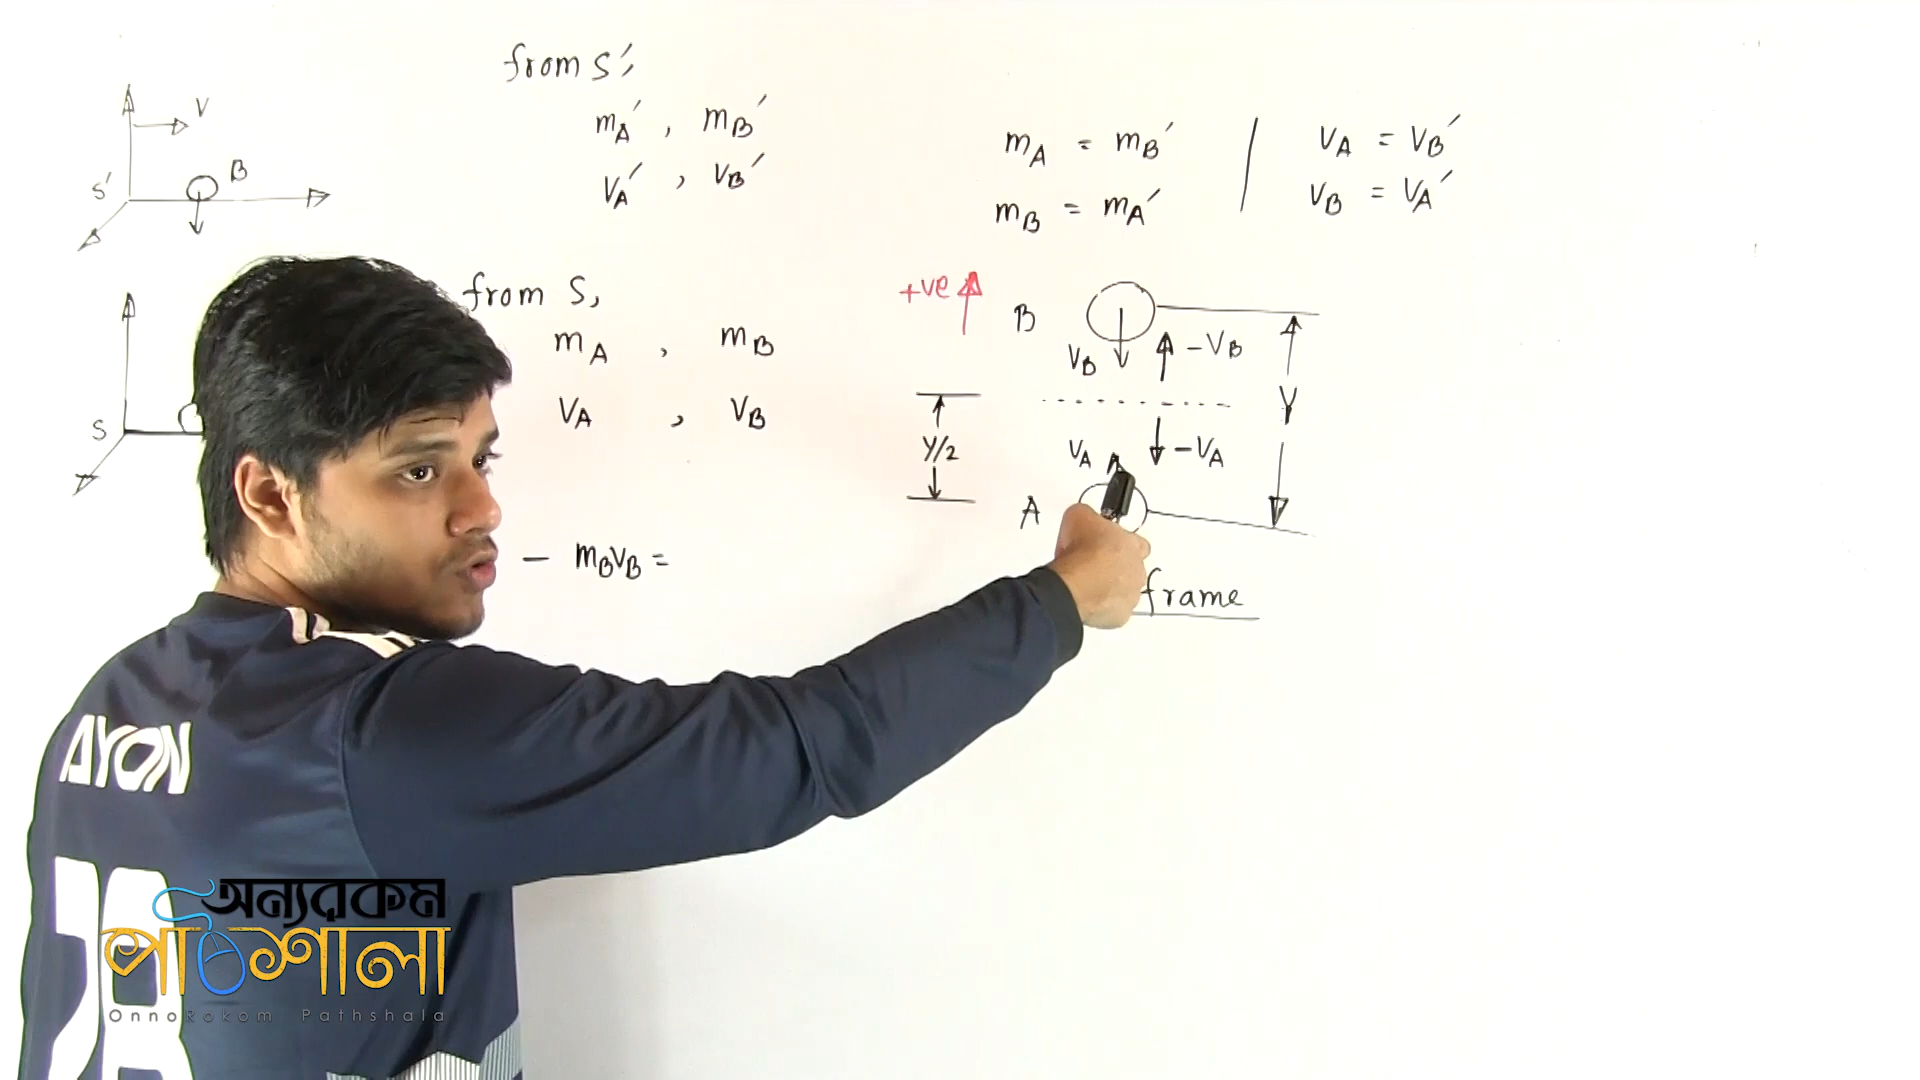 from S',
mA' , mB'
VA' , VB'
V
B
S'
mA = mB' | VA = VB'
mB = mA' | VB = VA'
from S,
mA , mB
VA , VB
S
+ve
B
VB
-VB
Y
Y/2
VA
-VA
A
- mBVB =
frame
AYON
অন্যরকম
পাঠশালা
OnnoRokom Pathshala